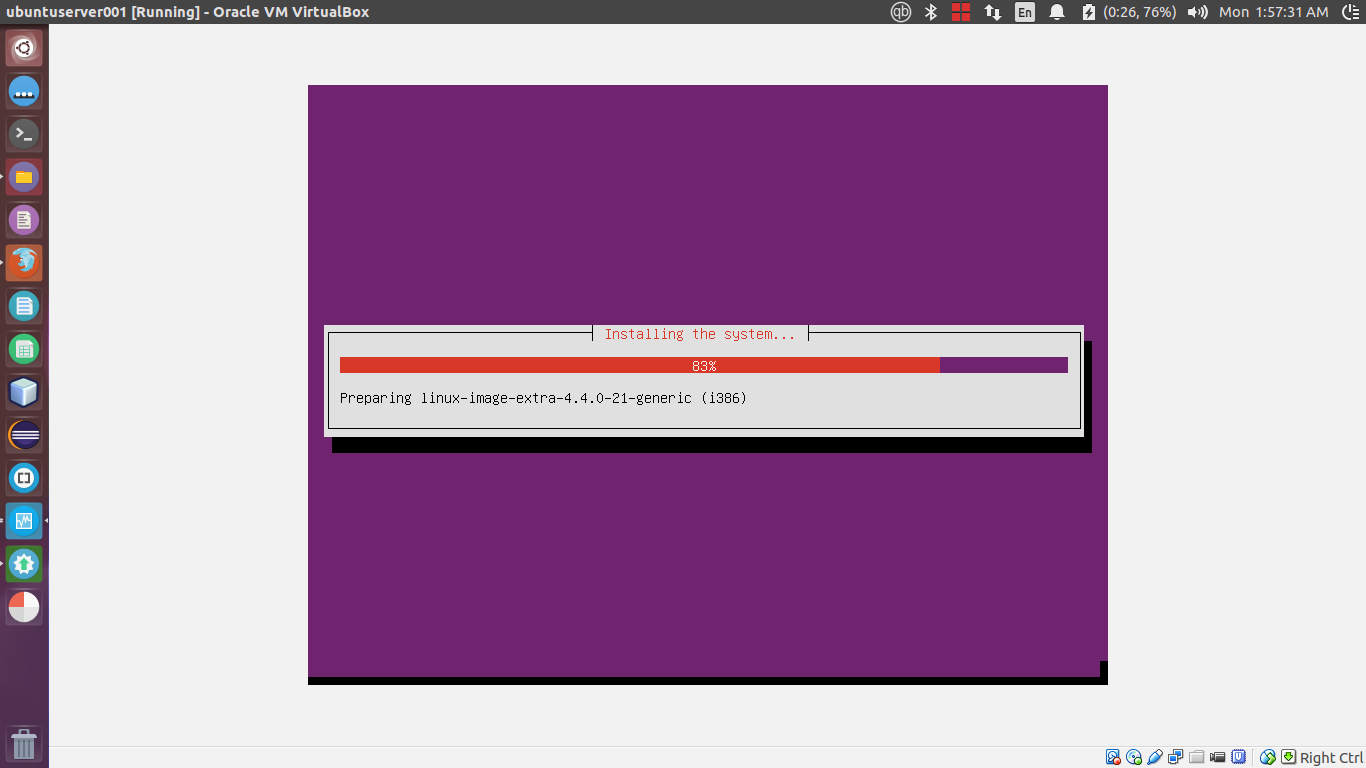 ubuntuserver001 [Running] - Oracle VM VirtualBox
qb En (0:26, 76%) Mon 1:57:31 AM
Installing the system...
83%
Preparing linux-image-extra-4.4.0-21-generic (i386)
Right Ctrl